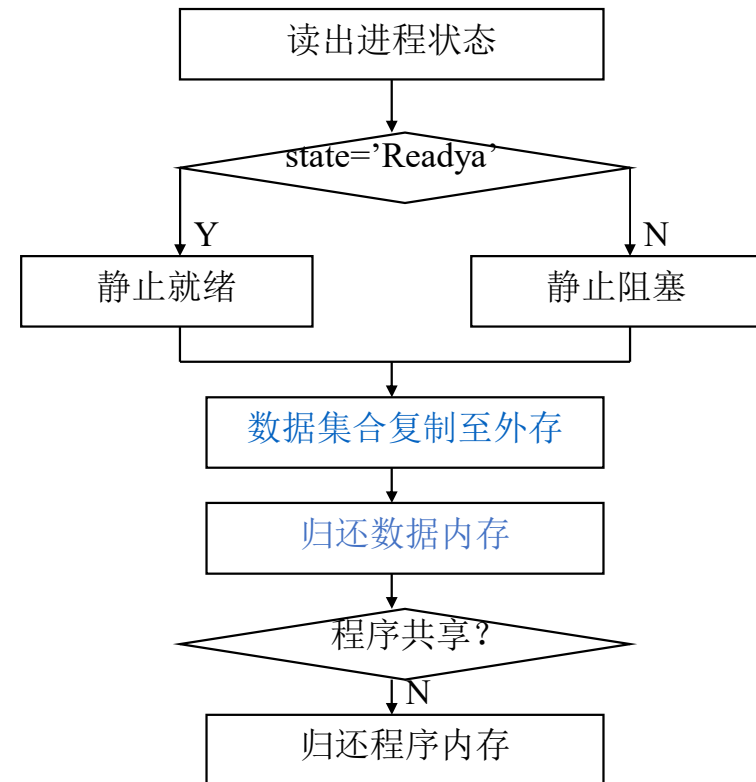 读出进程状态
state=’Readya’
Y
N
静止就绪
静止阻塞
数据集合复制至外存
归还数据内存
程序共享？
N
归还程序内存